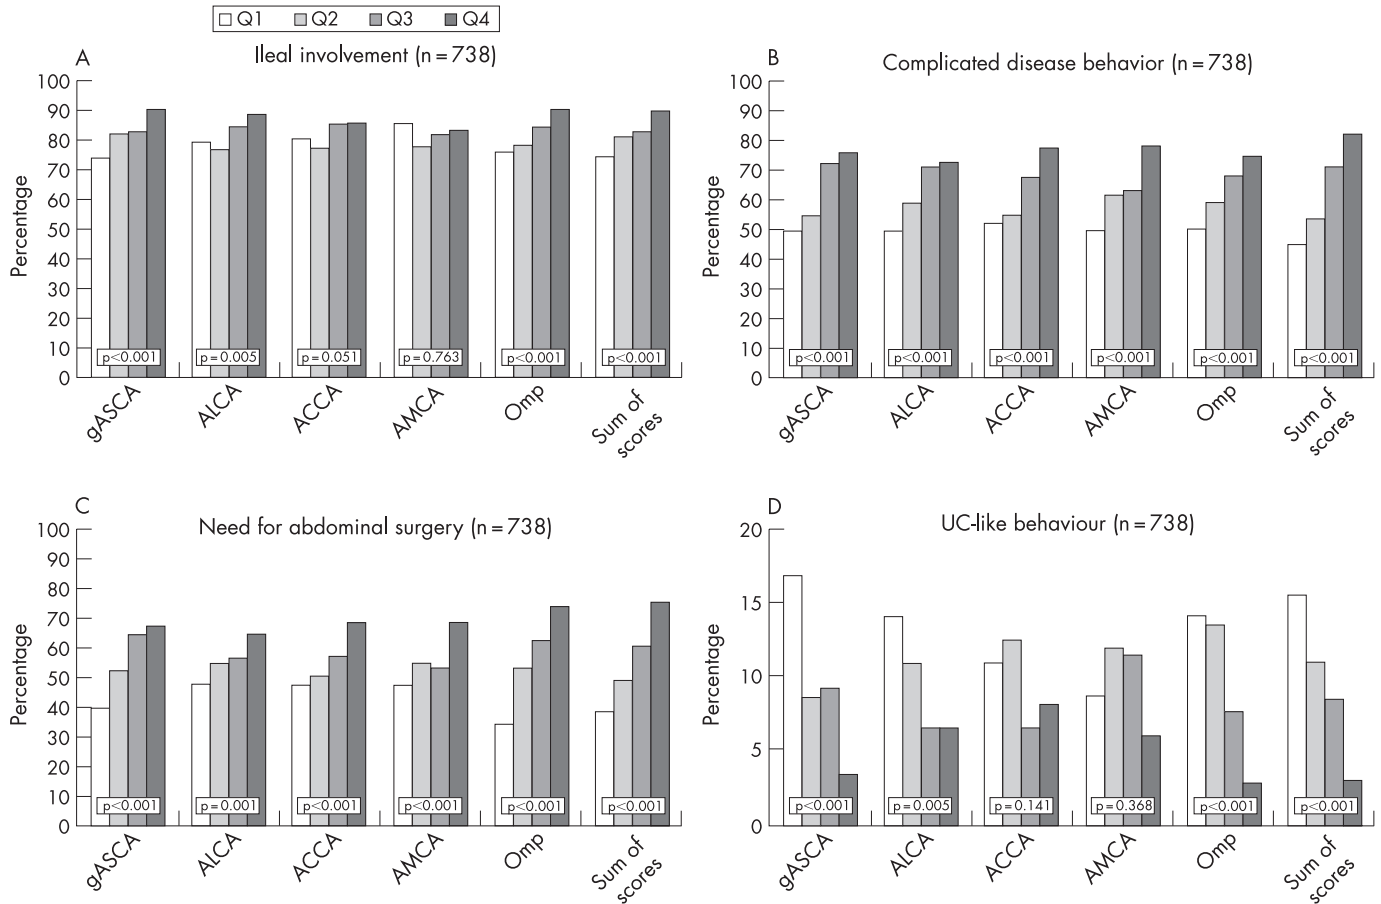 Q1 Q2 Q3 Q4
A
Ileal involvement (n = 738)
Percentage
100
90
80
70
60
50
40
30
20
10
0
p<0.001 p = 0.005 p = 0.051 p = 0.763 p<0.001 p<0.001
gASCA ALCA ACCA AMCA Omp Sum of
scores
B
Complicated disease behavior (n = 738)
Percentage
100
90
80
70
60
50
40
30
20
10
0
p<0.001 p<0.001 p<0.001 p<0.001 p<0.001 p<0.001
gASCA ALCA ACCA AMCA Omp Sum of
scores
C
Need for abdominal surgery (n = 738)
Percentage
100
90
80
70
60
50
40
30
20
10
0
p<0.001 p = 0.001 p<0.001 p<0.001 p<0.001 p<0.001
gASCA ALCA ACCA AMCA Omp Sum of
scores
D
UC-like behaviour (n = 738)
Percentage
20
15
10
5
0
p<0.001 p = 0.005 p = 0.141 p = 0.368 p<0.001 p<0.001
gASCA ALCA ACCA AMCA Omp Sum of
scores